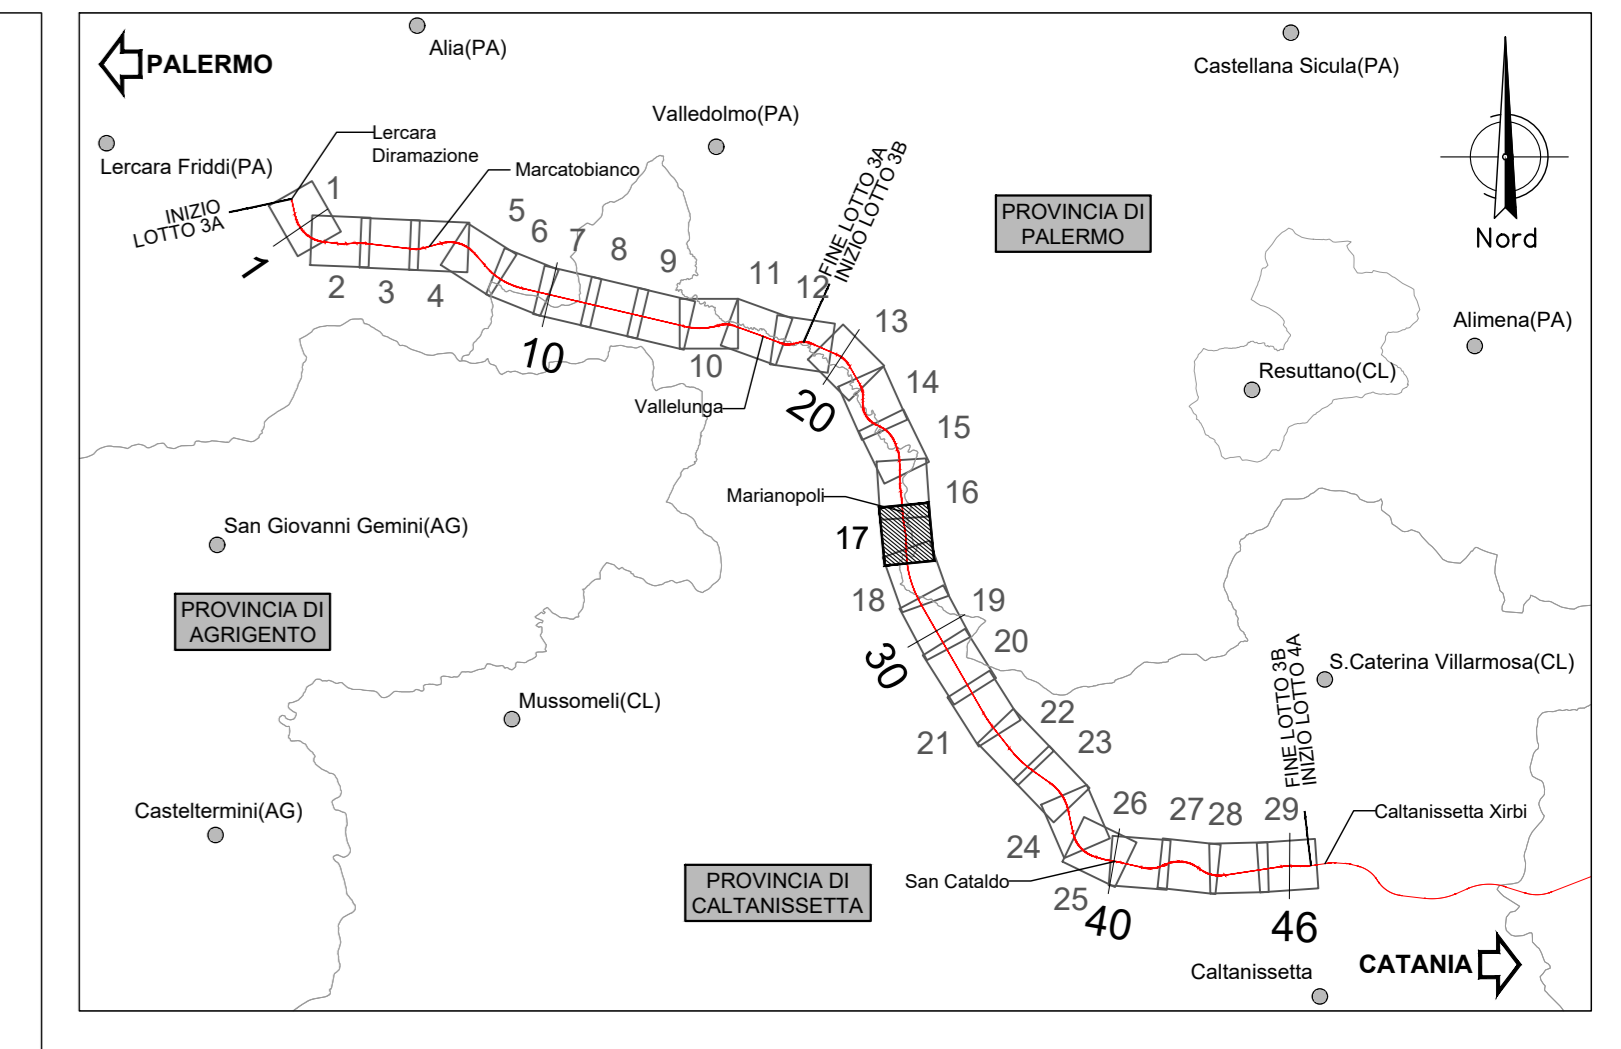 PALERMO
Alia(PA)
Castellana Sicula(PA)
Nord
Lercara Friddi(PA)
Lercara
Diramazione
Valledolmo(PA)
Marcatobianco
INIZIO
LOTTO 3A
FINE LOTTO 3A
INIZIO LOTTO 3B
PROVINCIA DI
PALERMO
1
2
3
4
5
6
7
8
9
10
11
12
13
14
15
16
17
18
19
20
21
22
23
24
25
26
27
28
29
1
10
20
30
40
46
Vallelunga
Alimena(PA)
Resuttano(CL)
Marianopoli
San Giovanni Gemini(AG)
PROVINCIA DI
AGRIGENTO
Mussomeli(CL)
S.Caterina Villarmosa(CL)
FINE LOTTO 3B
INIZIO LOTTO 4A
Casteltermini(AG)
Caltanissetta Xirbi
San Cataldo
PROVINCIA DI
CALTANISSETTA
Caltanissetta
CATANIA